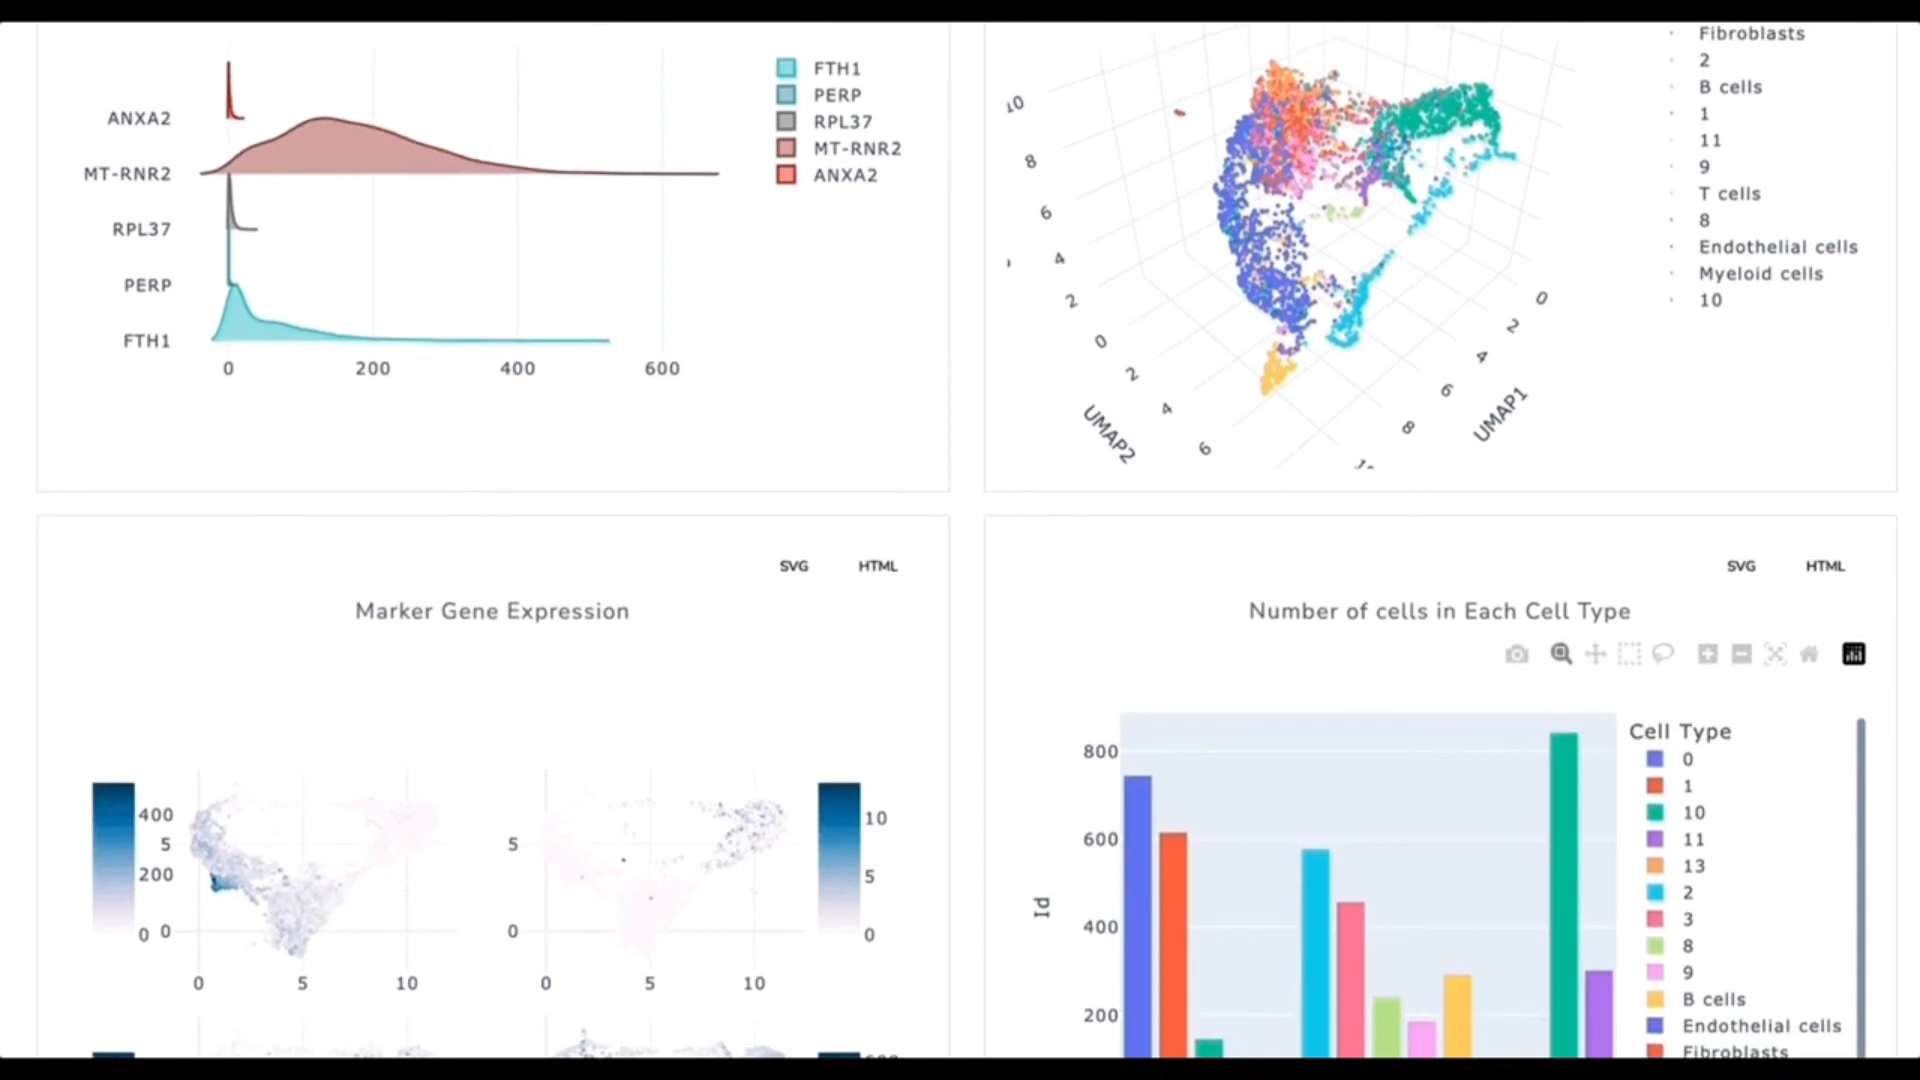 ANXA2
MT-RNR2
RPL37
PERP
FTH1
0 200 400 600
FTH1
PERP
RPL37
MT-RNR2
ANXA2
10
8
6
4
2
0
2
4
6
UMAP2
0
2
4
6
8
UMAP1
Fibroblasts
2
B cells
1
11
9
T cells
8
Endothelial cells
Myeloid cells
10
SVG HTML
Marker Gene Expression
400
200
0
5
0
0 5 10
5
0
0 5 10
10
5
0
SVG HTML
Number of cells in Each Cell Type
800
600
400
200
Id
Cell Type
0
1
10
11
13
2
3
8
9
B cells
Endothelial cells
Fibroblasts